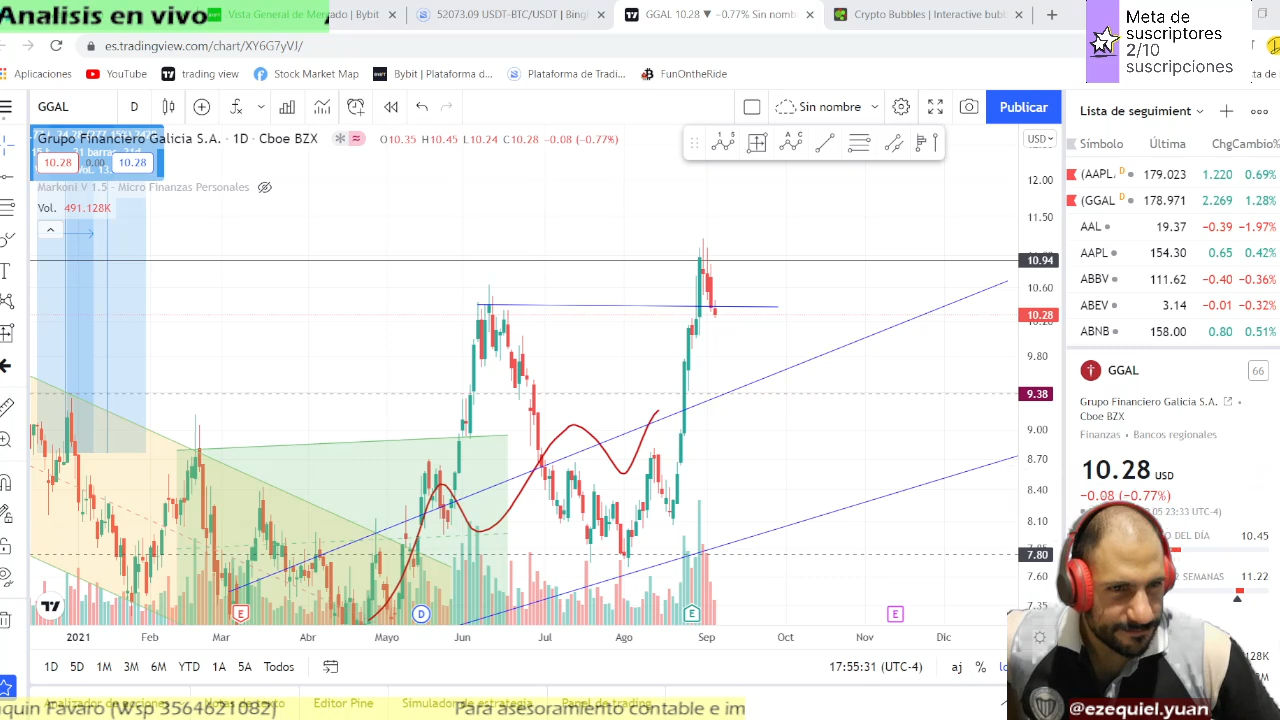 Analisis en vivo
Vista General de Mercado | Bybit
52073.09 USDT-BTC/USDT | Bing
GGAL 10.28 ▼ −0.77% Sin nomb
Crypto Bubbles | Interactive bub
Meta de
suscriptores
2/10
suscripciones
es.tradingview.com/chart/XY6G7yVJ/
Aplicaciones
YouTube
trading view
Stock Market Map
Bybit | Plataforma d...
Plataforma de Tradi...
FunOnTheRide
GGAL
D
Sin nombre
Publicar
Lista de seguimient
Grupo Financiero Galicia S.A. · 1D · Cboe BZX
O10.35 H10.45 L10.24 C10.28 −0.08 (−0.77%)
10.28
0.00
10.28
Markoni V 1.5 - Micro Finanzas Personales
Vol. 491.128K
USD
12.00
11.50
10.94
10.60
10.28
9.80
9.38
9.00
8.70
8.40
8.10
7.80
7.60
7.35
Símbolo Última Chg Cambio%
(AAPL/ D 179.023 1.220 0.69%
(GGAL D 178.971 2.269 1.28%
AAL 19.37 −0.39 −1.97%
AAPL 154.30 0.65 0.42%
ABBV 111.62 −0.40 −0.36%
ABEV 3.14 −0.01 −0.32%
ABNB 158.00 0.80 0.51%
GGAL
66
Grupo Financiero Galicia S.A.
Cboe BZX
Finanzas • Bancos regionales
10.28 USD
−0.08 (−0.77%)
05 23:33 UTC-4)
10.45
SEMANAS 11.22
E
D
E
E
2021 Feb Mar Abr Mayo Jun Jul Ago Sep Oct Nov Dic
1D 5D 1M 3M 6M YTD 1A 5A Todos
17:55:31 (UTC-4)
aj % lo
Editor Pine
Simulador de estrategia
Panel de trading
quin Favaro (Wsp 3564621082)
Para asesoramiento contable e im
@ezequiel.yuan